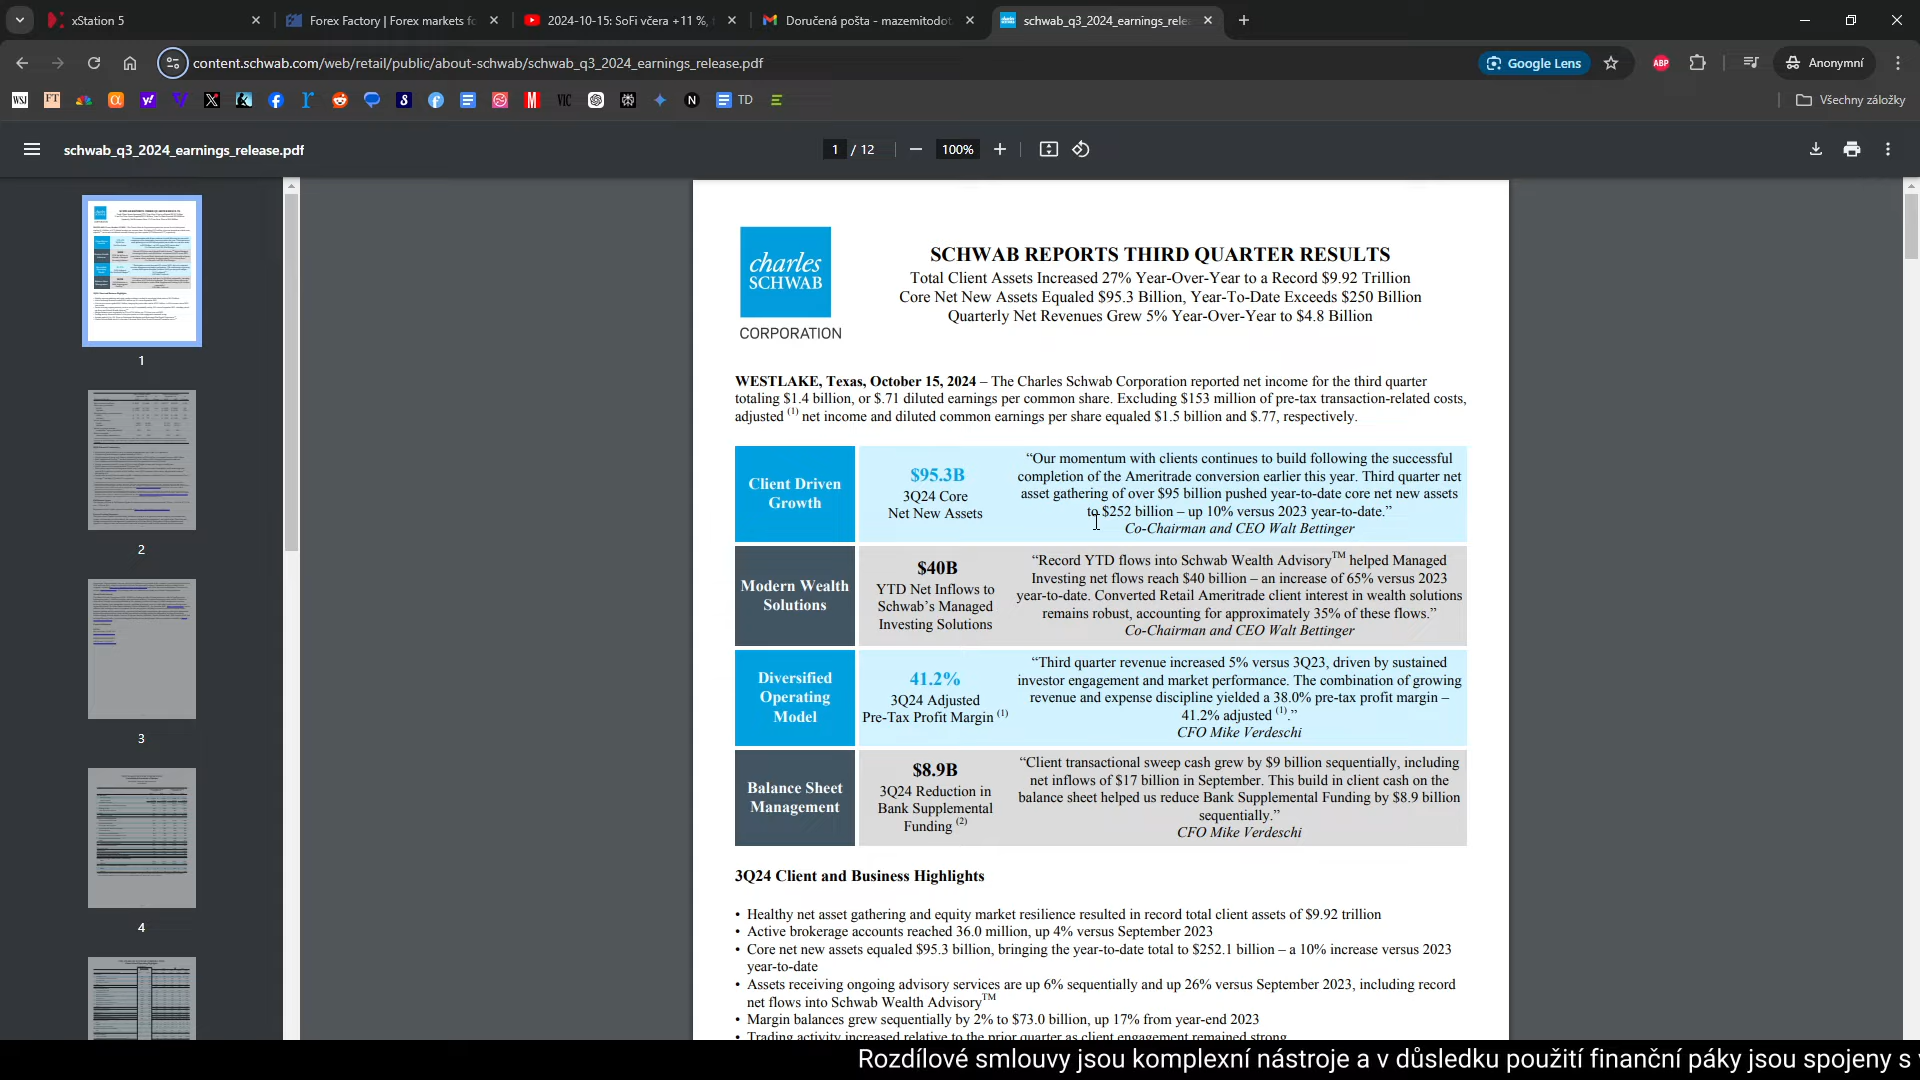 xStation 5
Forex Factory | Forex markets fo
2024-10-15: SoFi včera +11 %,
Doručená pošta - mazemitodot
schwab_q3_2024_earnings_relea
content.schwab.com/web/retail/public/about-schwab/schwab_q3_2024_earnings_release.pdf
Google Lens
ABP
Anonymní
WSJ
FT
VIC
TD
Všechny záložky
schwab_q3_2024_earnings_release.pdf
1 / 12
100%
charles
SCHWAB
CORPORATION
SCHWAB REPORTS THIRD QUARTER RESULTS
Total Client Assets Increased 27% Year-Over-Year to a Record $9.92 Trillion
Core Net New Assets Equaled $95.3 Billion, Year-To-Date Exceeds $250 Billion
Quarterly Net Revenues Grew 5% Year-Over-Year to $4.8 Billion
WESTLAKE, Texas, October 15, 2024 – The Charles Schwab Corporation reported net income for the third quarter
totaling $1.4 billion, or $.71 diluted earnings per common share. Excluding $153 million of pre-tax transaction-related costs,
adjusted (1) net income and diluted common earnings per share equaled $1.5 billion and $.77, respectively.
Client Driven
Growth
$95.3B
3Q24 Core
Net New Assets
“Our momentum with clients continues to build following the successful
completion of the Ameritrade conversion earlier this year. Third quarter net
asset gathering of over $95 billion pushed year-to-date core net new assets
to $252 billion – up 10% versus 2023 year-to-date.”
Co-Chairman and CEO Walt Bettinger
Modern Wealth
Solutions
$40B
YTD Net Inflows to
Schwab’s Managed
Investing Solutions
“Record YTD flows into Schwab Wealth Advisory™ helped Managed
Investing net flows reach $40 billion – an increase of 65% versus 2023
year-to-date. Converted Retail Ameritrade client interest in wealth solutions
remains robust, accounting for approximately 35% of these flows.”
Co-Chairman and CEO Walt Bettinger
Diversified
Operating
Model
41.2%
3Q24 Adjusted
Pre-Tax Profit Margin (1)
“Third quarter revenue increased 5% versus 3Q23, driven by sustained
investor engagement and market performance. The combination of growing
revenue and expense discipline yielded a 38.0% pre-tax profit margin –
41.2% adjusted (1).”
CFO Mike Verdeschi
Balance Sheet
Management
$8.9B
3Q24 Reduction in
Bank Supplemental
Funding (2)
“Client transactional sweep cash grew by $9 billion sequentially, including
net inflows of $17 billion in September. This build in client cash on the
balance sheet helped us reduce Bank Supplemental Funding by $8.9 billion
sequentially.”
CFO Mike Verdeschi
3Q24 Client and Business Highlights
• Healthy net asset gathering and equity market resilience resulted in record total client assets of $9.92 trillion
• Active brokerage accounts reached 36.0 million, up 4% versus September 2023
• Core net new assets equaled $95.3 billion, bringing the year-to-date total to $252.1 billion – a 10% increase versus 2023
year-to-date
• Assets receiving ongoing advisory services are up 6% sequentially and up 26% versus September 2023, including record
net flows into Schwab Wealth Advisory™
• Margin balances grew sequentially by 2% to $73.0 billion, up 17% from year-end 2023
• Trading activity increased relative to the prior quarter as client engagement remained strong
1
2
3
4
Rozdílové smlouvy jsou komplexní nástroje a v důsledku použití finanční páky jsou spojeny s